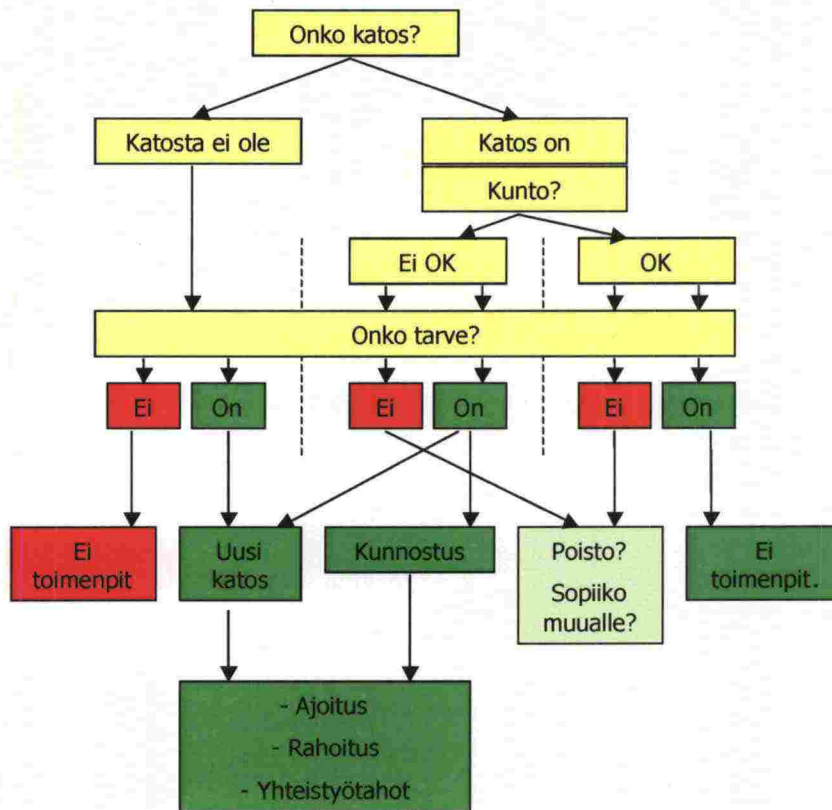 Onko katos?
Katosta ei ole
Katos on
Kunto?
Ei OK
OK
Onko tarve?
Ei
On
Ei
On
Ei
On
Ei
toimenpit
Uusi
katos
Kunnostus
Poisto?
Sopiiko
muualle?
Ei
toimenpit.
- Ajoitus
- Rahoitus
- Yhteistyötahot